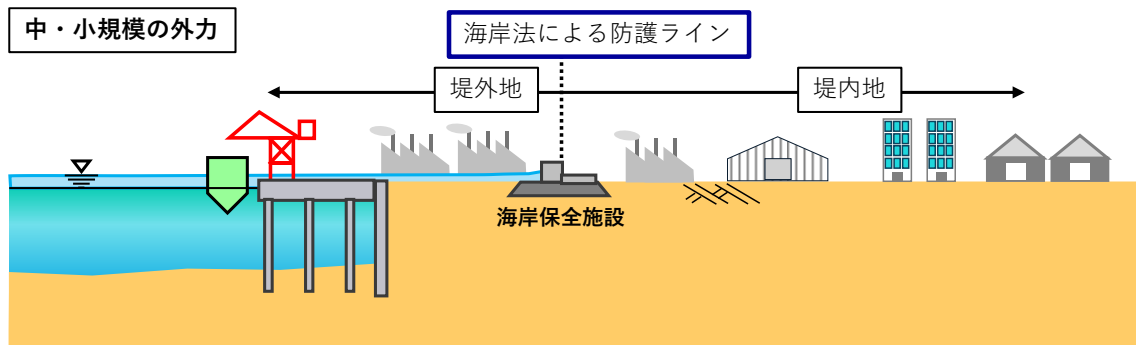 中・小規模の外力
海岸法による防護ライン
堤外地
堤内地
海岸保全施設